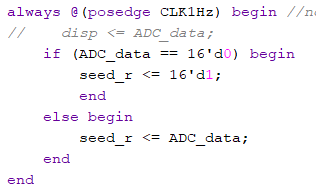 always @(posedge CLK1Hz) begin //n
//    disp <= ADC_data;
    if (ADC_data == 16'd0) begin
        seed_r <= 16'd1;
        end
    else begin
        seed_r <= ADC_data;
    end
end